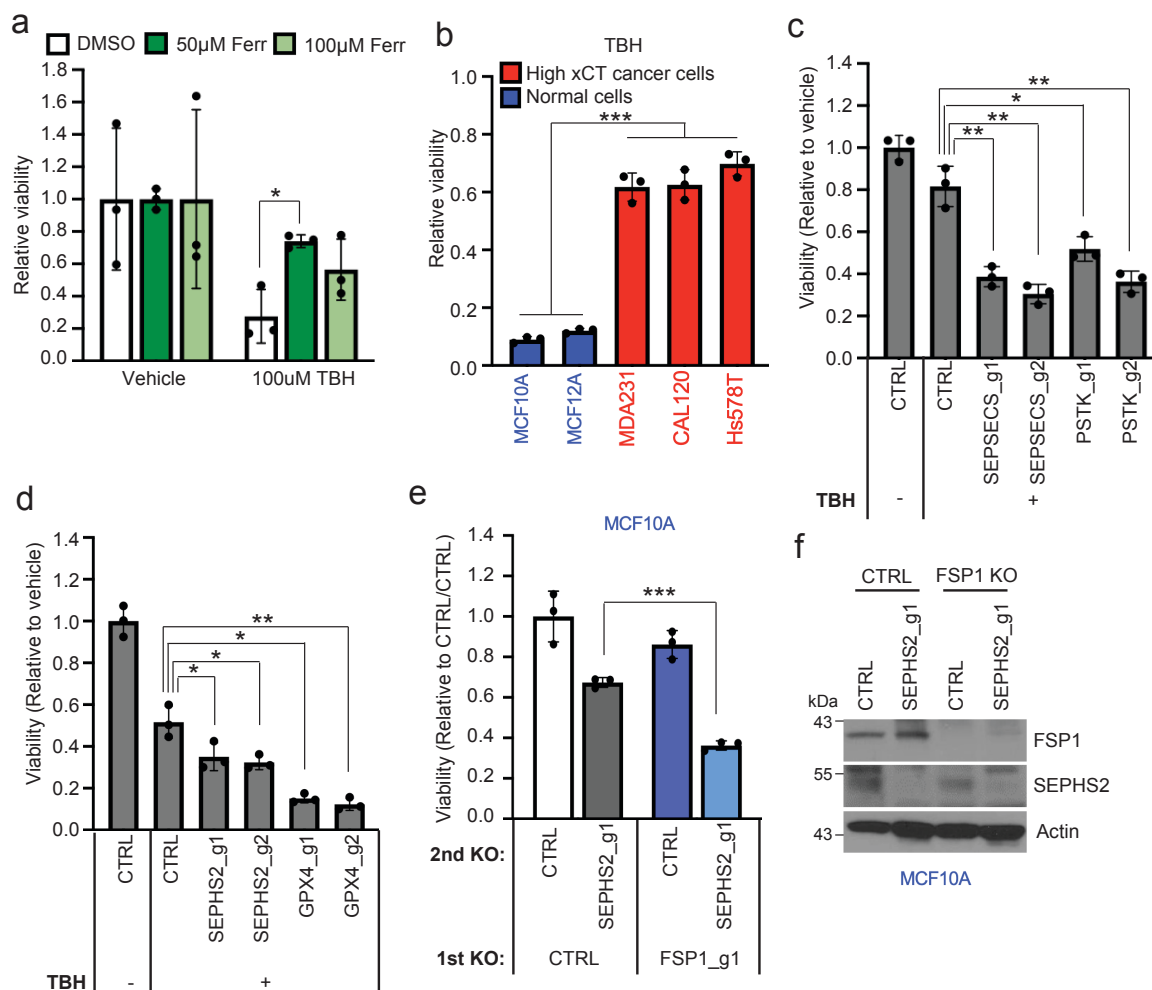 a
DMSO 50µM Ferr 100µM Ferr
Relative viability
1.8
1.6
1.4
1.2
1.0
0.8
0.6
0.4
0.2
0.0
*
Vehicle 100uM TBH
b
TBH
High xCT cancer cells
Normal cells
Relative viability
1.0
0.8
0.6
0.4
0.2
0.0
***
MCF10A
MCF12A
MDA231
CAL120
Hs578T
c
Viability (Relative to vehicle)
1.4
1.2
1.0
0.8
0.6
0.4
0.2
0.0
**
*
**
**
CTRL
CTRL
SEPSECS_g1
SEPSECS_g2
PSTK_g1
PSTK_g2
TBH - +
d
Viability (Relative to vehicle)
1.4
1.2
1.0
0.8
0.6
0.4
0.2
0.0
**
*
*
*
CTRL
CTRL
SEPHS2_g1
SEPHS2_g2
GPX4_g1
GPX4_g2
TBH - +
e
MCF10A
Viability (Relative to CTRL/CTRL)
1.4
1.2
1.0
0.8
0.6
0.4
0.2
0.0
***
2nd KO:
CTRL
SEPHS2_g1
CTRL
SEPHS2_g1
1st KO: CTRL FSP1_g1
f
CTRL FSP1 KO
CTRL
SEPHS2_g1
CTRL
SEPHS2_g1
kDa
43
FSP1
55
SEPHS2
43
Actin
MCF10A